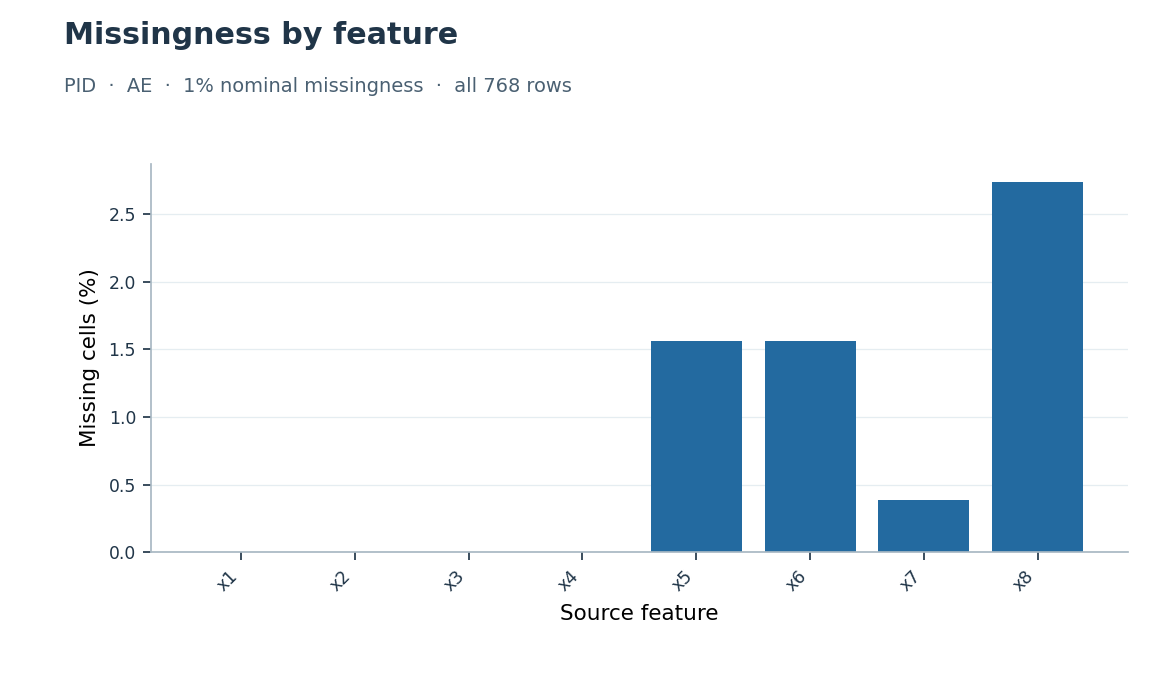 Missingness by feature
PID · AE · 1% nominal missingness · all 768 rows
Missing cells (%)
2.5
2.0
1.5
1.0
0.5
0.0
x1 x2 x3 x4 x5 x6 x7 x8
Source feature